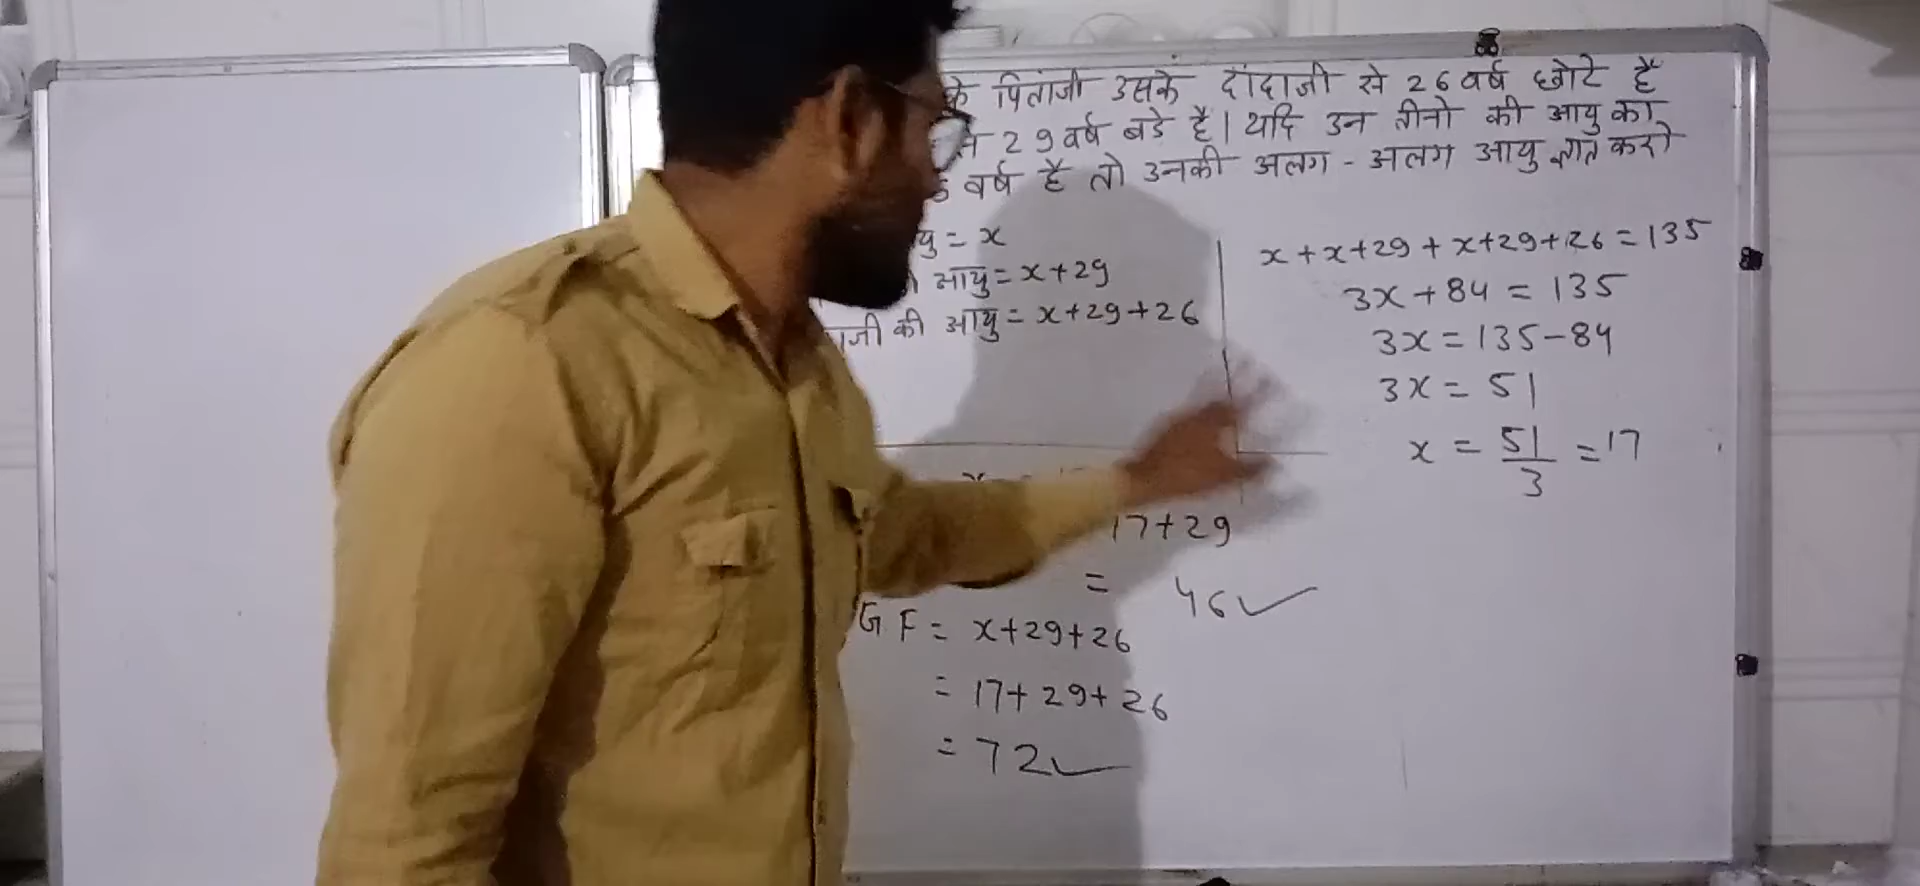 के पिताजी उसके दादाजी से 26 वर्ष छोटे हैं
29 वर्ष बडे है। यदि उन तीनो की आयु का
वर्ष है तो उनकी अलग - अलग आयु ज्ञात करो
= x
आयु = x+29
की आयु = x+29+26
x+x+29+x+29+26=135
3x+84=135
3x=135-84
3x=51
x = 51/3 =17
17+29
= 46✓
G F = x+29+26
= 17+29+26
= 72✓